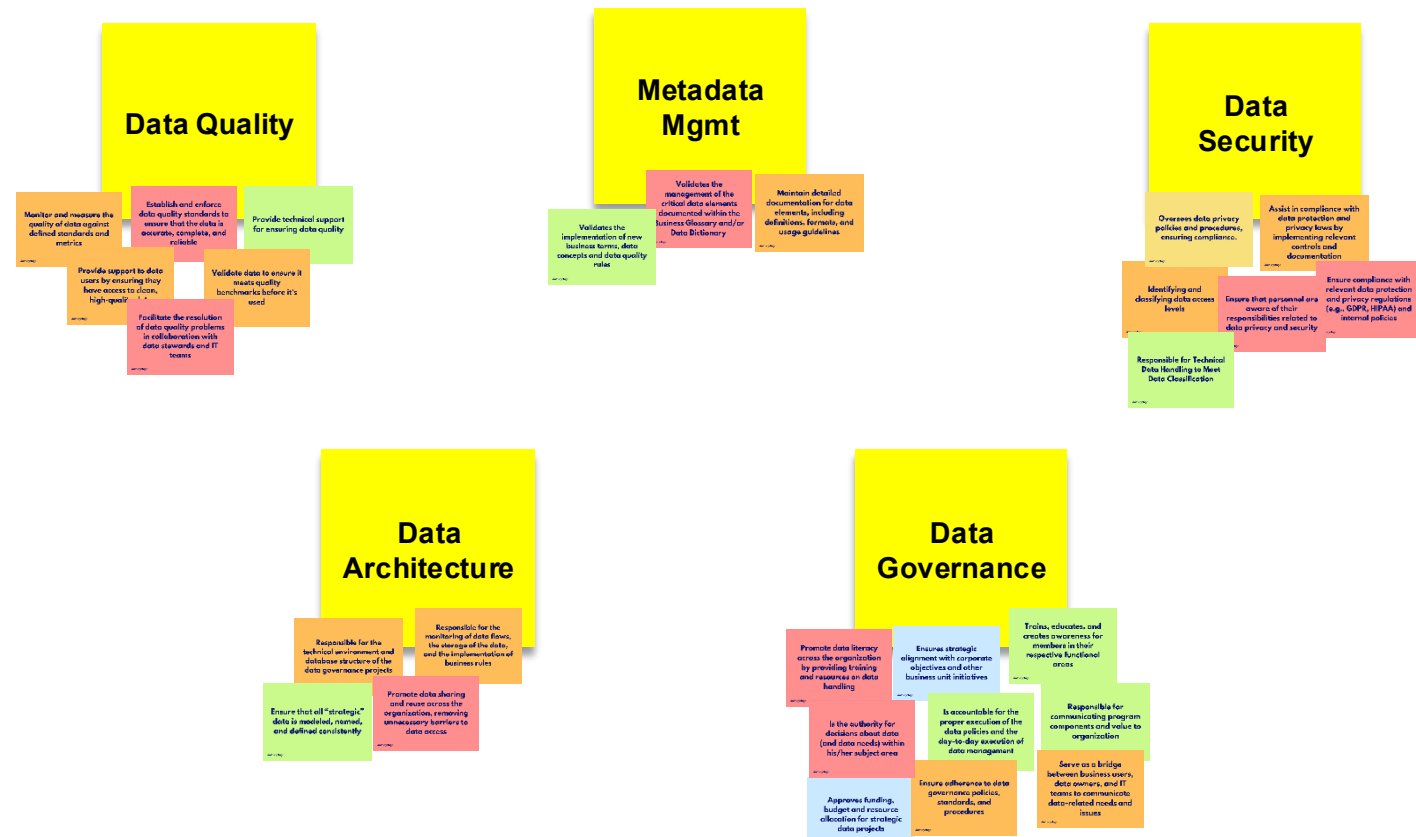 Data Quality
Monitor and measure the
quality of data against
defined standards and
metrics
Establish and enforce
data quality standards to
ensure that the data is
accurate, complete, and
reliable
Provide technical support
for ensuring data quality
Provide support to data
users by ensuring they
have access to clean,
Validate data to ensure it
meets quality
benchmarks before it's
used
Facilitate the resolution
of data quality problems
in collaboration with
data stewards and IT
teams
Metadata
Mgmt
Validates the
management of the
critical data elements
documented within the
Business Glossary and/or
Data Dictionary
Maintain detailed
documentation for data
elements, including
definitions, formats, and
usage guidelines
Validates the
implementation of new
business terms, data
concepts and data quality
rules
Data
Security
Oversees data privacy
policies and procedures,
ensuring compliance.
Assist in compliance with
data protection and
privacy laws by
implementing relevant
controls and
documentation
Identifying and
classifying data access
levels
Ensure that personnel are
aware of their
responsibilities related to
data privacy and security
Ensure compliance with
relevant data protection
and privacy regulations
(e.g., GDPR, HIPAA) and
internal policies
Responsible for Technical
Data Handling to Meet
Data Classification
Data
Architecture
Responsible for the
technical environment and
database structure of the
data governance projects
Responsible for the
monitoring of data flows,
the storage of the data,
and the implementation of
business rules
Ensure that all "strategic"
data is modeled, named,
and defined consistently
Promote data sharing
and reuse across the
organization, removing
unnecessary barriers to
data access
Data
Governance
Promote data literacy
across the organization
by providing training
and resources on data
handling
Ensures strategic
alignment with corporate
objectives and other
business unit initiatives
Trains, educates, and
creates awareness for
members in their
respective functional
areas
Is the authority for
decisions about data
(and data needs) within
his/her subject area
Is accountable for the
proper execution of the
data policies and the
day-to-day execution of
data management
Responsible for
communicating program
components and value to
organization
Approves funding,
budget and resource
allocation for strategic
data projects
Ensure adherence to data
governance policies,
standards, and
procedures
Serve as a bridge
between business users,
data owners, and IT
teams to communicate
data-related needs and
issues